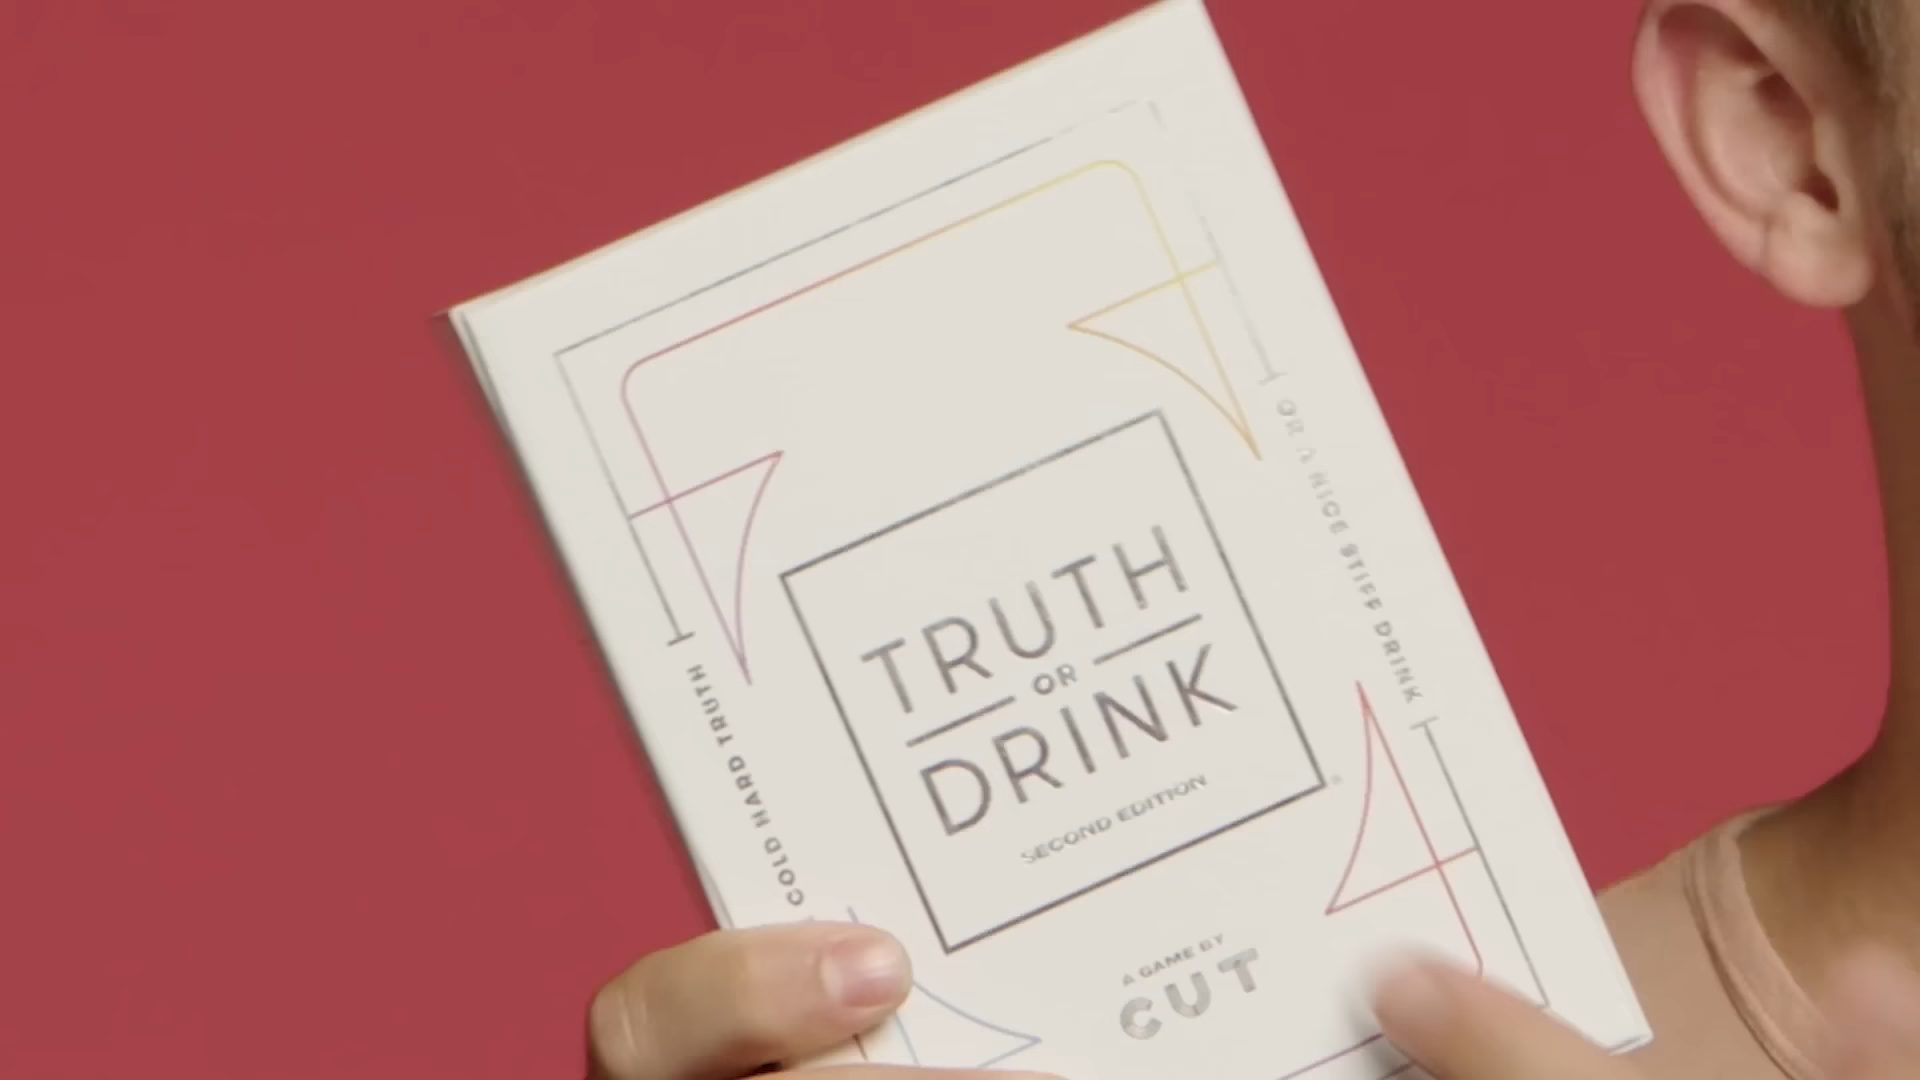 TRUTH
OR
DRINK
SECOND EDITION
A GAME BY
CUT
COLD HARD TRUTH
OR A NICE STIFF DRINK